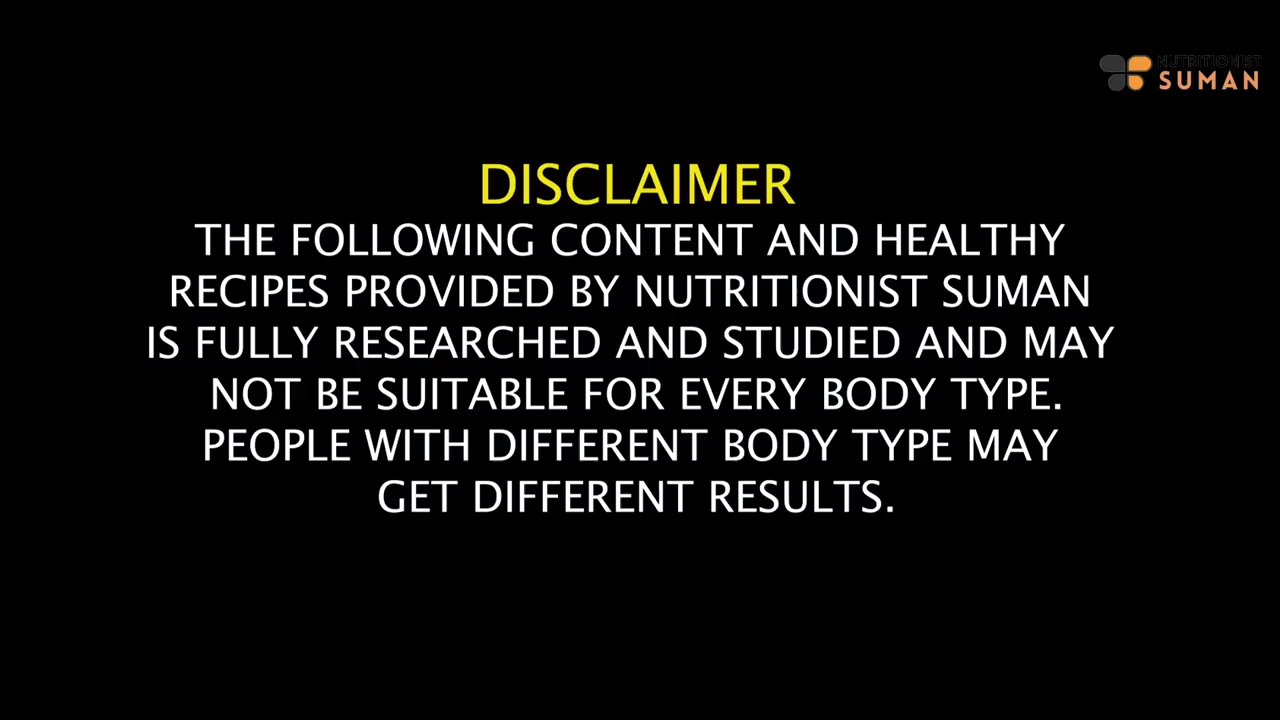 NUTRITIONIST
SUMAN
DISCLAIMER
THE FOLLOWING CONTENT AND HEALTHY
RECIPES PROVIDED BY NUTRITIONIST SUMAN
IS FULLY RESEARCHED AND STUDIED AND MAY
NOT BE SUITABLE FOR EVERY BODY TYPE.
PEOPLE WITH DIFFERENT BODY TYPE MAY
GET DIFFERENT RESULTS.